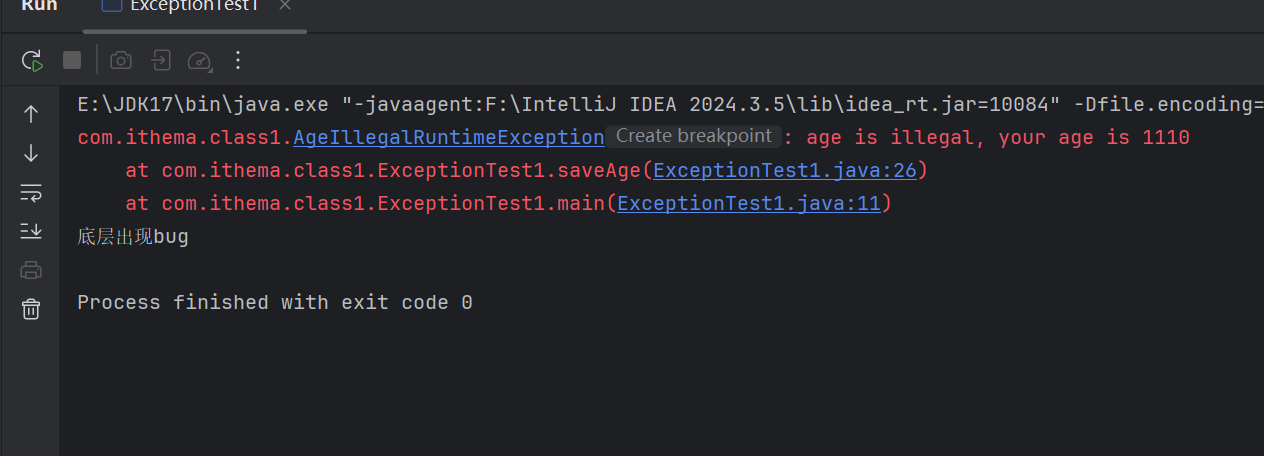 Run ExceptionTest1
E:\JDK17\bin\java.exe "-javaagent:F:\IntelliJ IDEA 2024.3.5\lib\idea_rt.jar=10084" -Dfile.encoding=
com.ithema.class1.AgeIllegalRuntimeException Create breakpoint : age is illegal, your age is 1110
at com.ithema.class1.ExceptionTest1.saveAge(ExceptionTest1.java:26)
at com.ithema.class1.ExceptionTest1.main(ExceptionTest1.java:11)
底层出现bug
Process finished with exit code 0